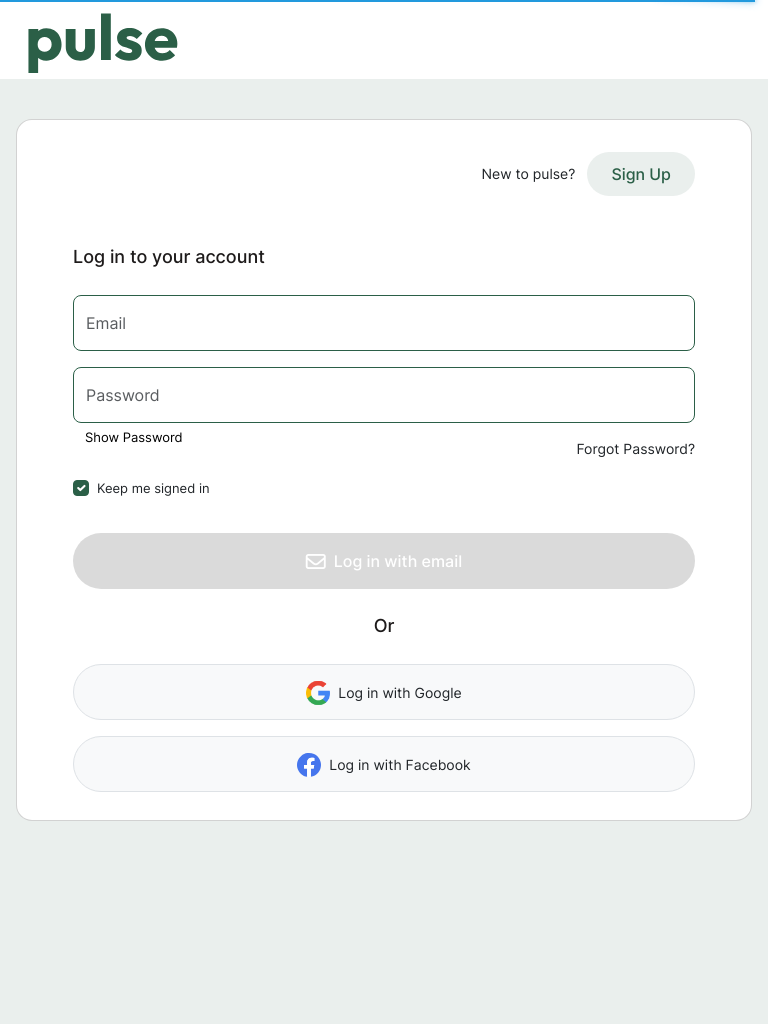 pulse
New to pulse? Sign Up
Log in to your account
Email
Password
Show Password
Forgot Password?
Keep me signed in
Log in with email
Or
Log in with Google
Log in with Facebook